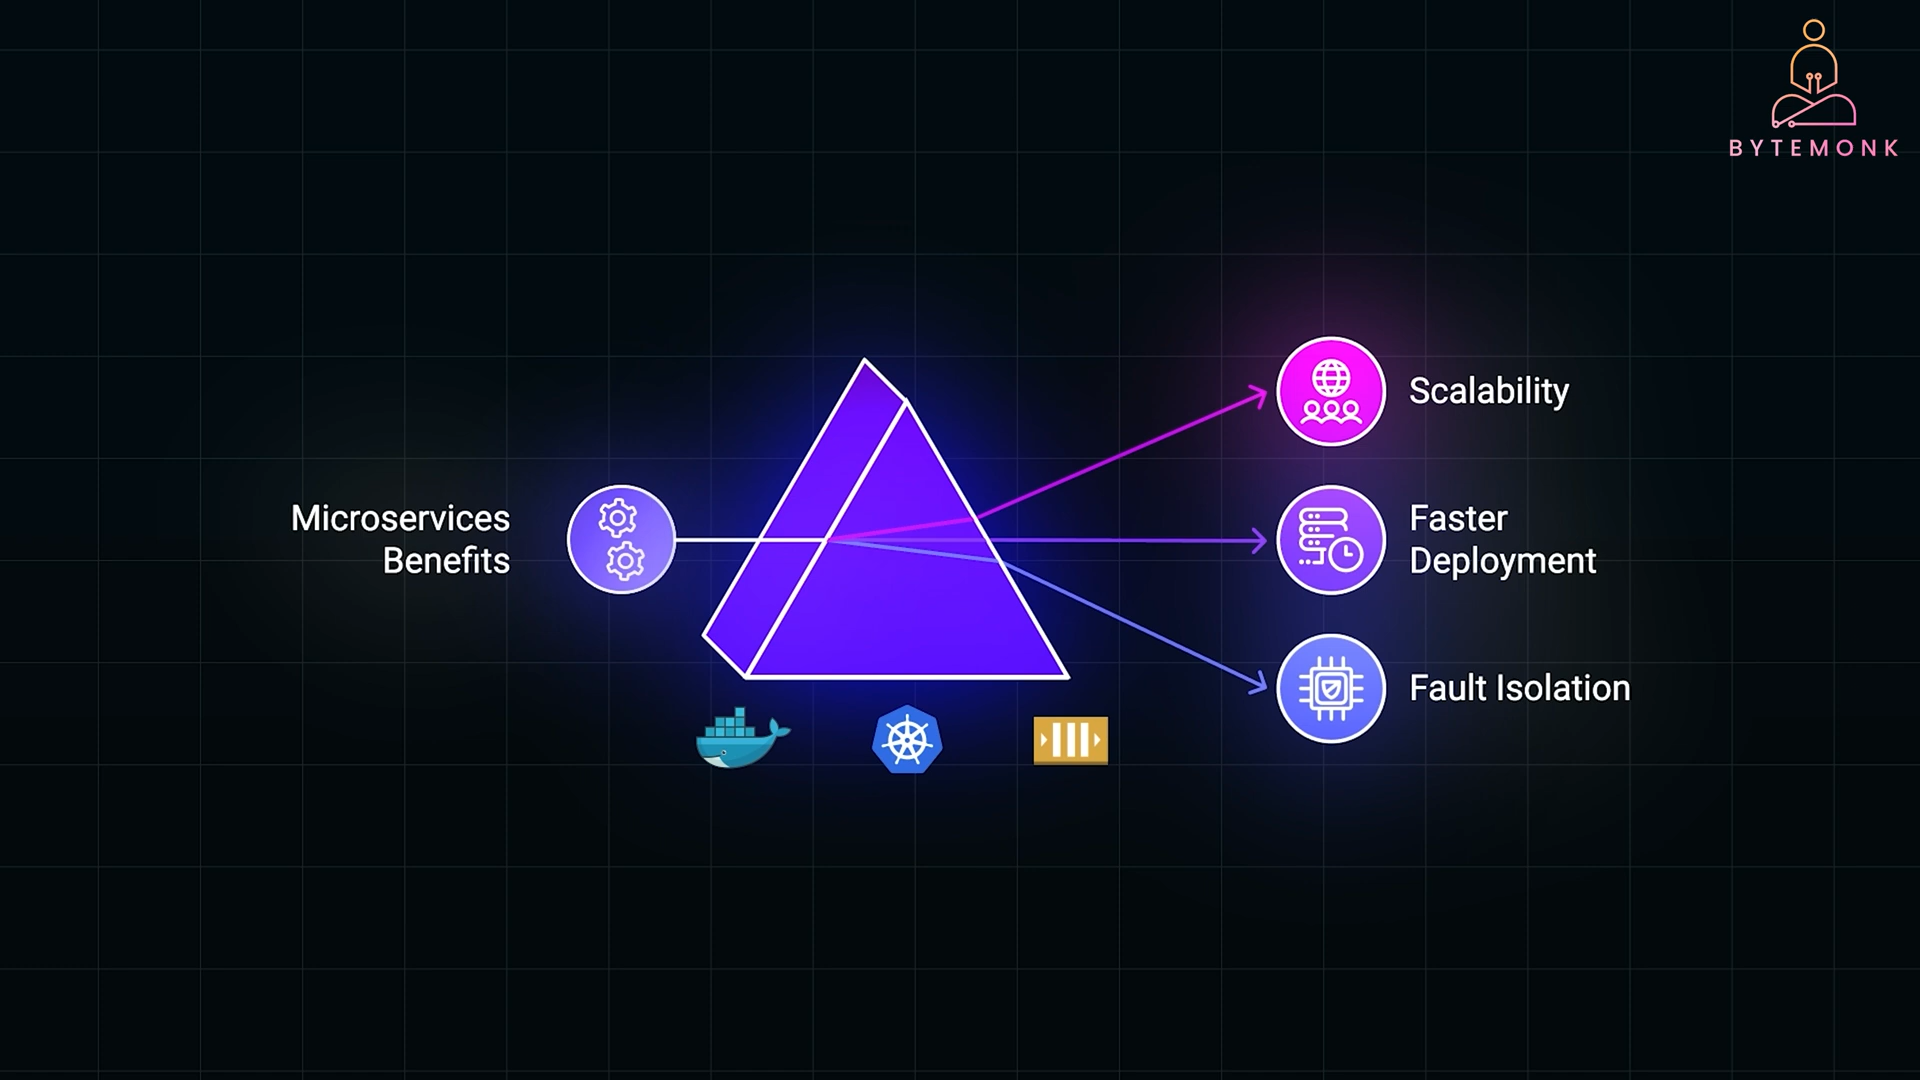 BYTEMONK
Microservices
Benefits
Scalability
Faster
Deployment
Fault Isolation